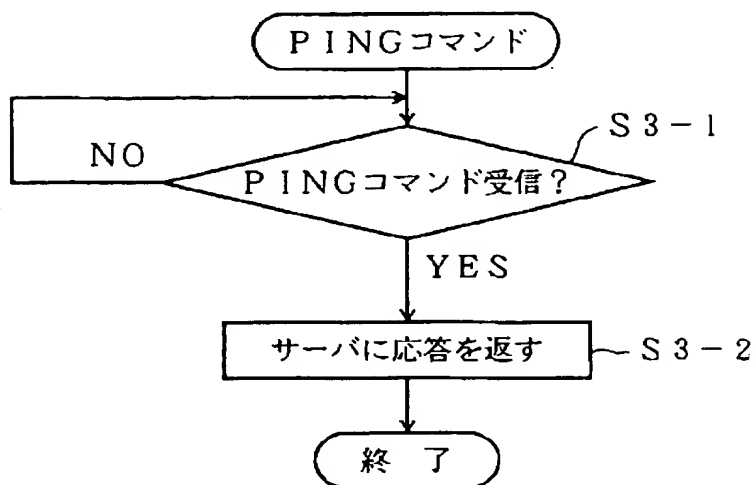 PINGコマンド
S3-1
NO
PINGコマンド受信?
YES
サーバに応答を返す
S3-2
終 了